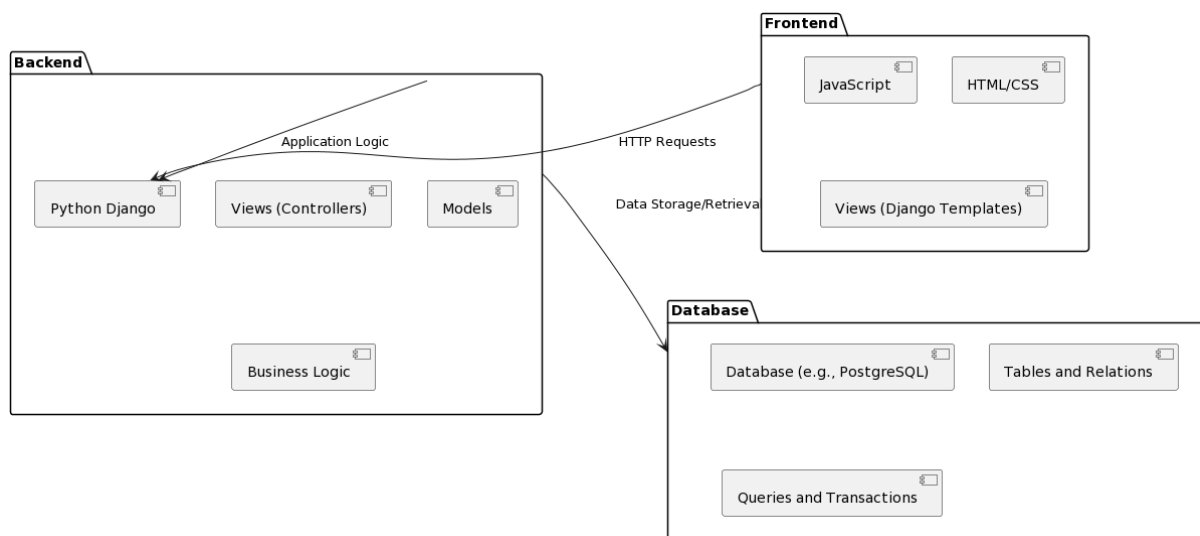 Frontend
Backend
JavaScript
HTML/CSS
Application Logic
HTTP Requests
Python Django
Views (Controllers)
Models
Data Storage/Retrieva
Views (Django Templates)
Database
Business Logic
Database (e.g., PostgreSQL)
Tables and Relations
Queries and Transactions